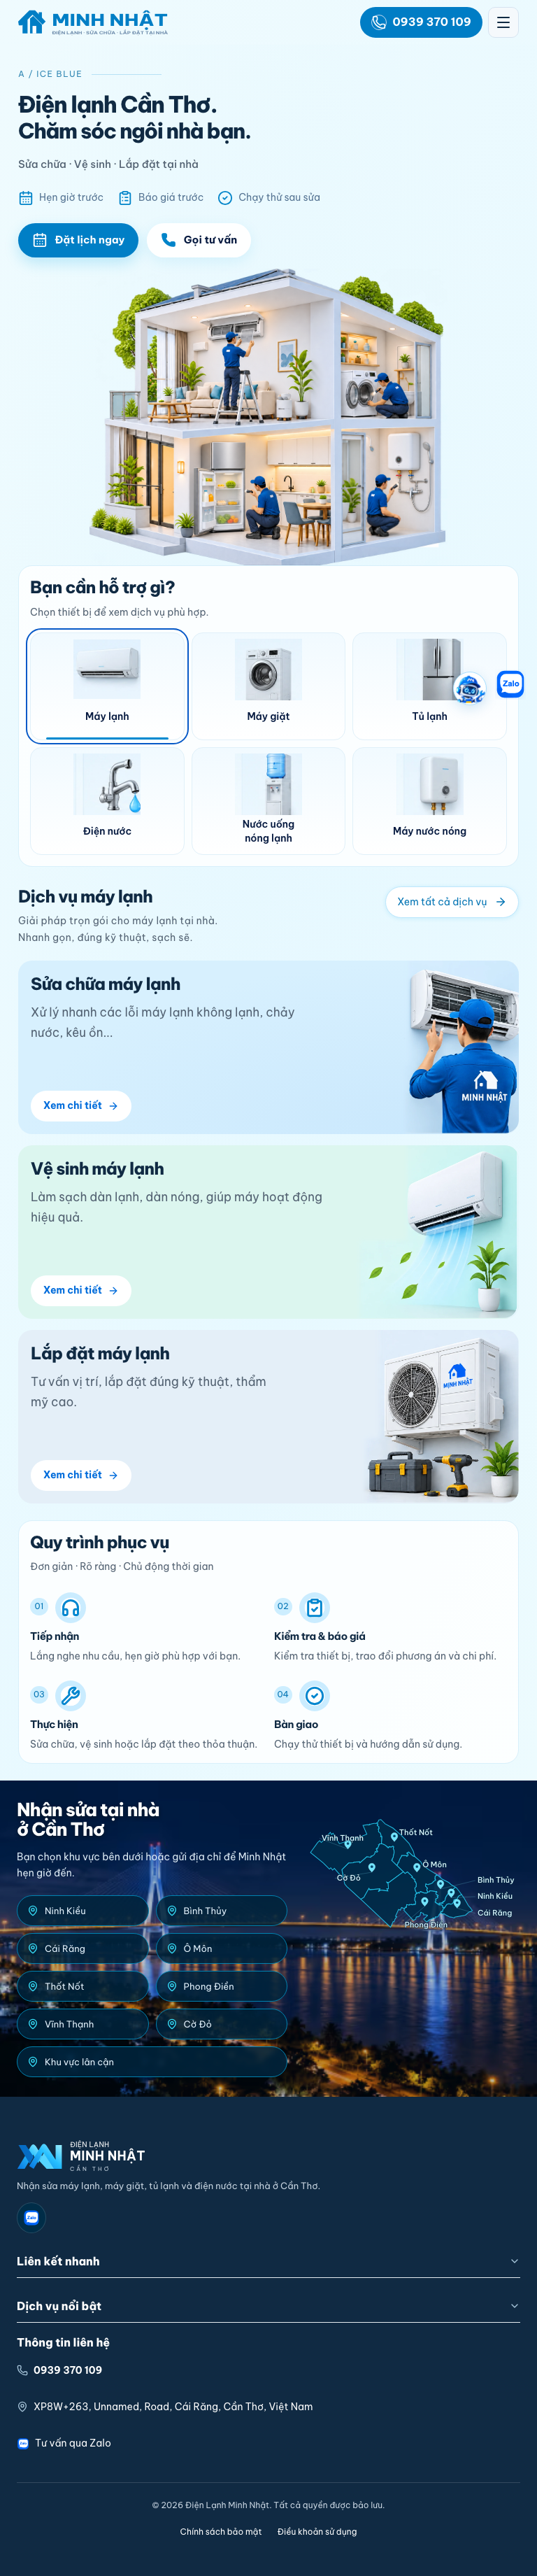 MINH NHẬT
ĐIỆN LẠNH · SỬA CHỮA · LẮP ĐẶT TẠI NHÀ
0939 370 109
A / ICE BLUE
Điện lạnh Cần Thơ.
Chăm sóc ngôi nhà bạn.
Sửa chữa · Vệ sinh · Lắp đặt tại nhà
Hẹn giờ trước
Báo giá trước
Chạy thử sau sửa
Đặt lịch ngay
Gọi tư vấn
Bạn cần hỗ trợ gì?
Chọn thiết bị để xem dịch vụ phù hợp.
Máy lạnh
Máy giặt
Tủ lạnh
Zalo
Điện nước
Nước uống
nóng lạnh
Máy nước nóng
Dịch vụ máy lạnh
Giải pháp trọn gói cho máy lạnh tại nhà.
Nhanh gọn, đúng kỹ thuật, sạch sẽ.
Xem tất cả dịch vụ
Sửa chữa máy lạnh
Xử lý nhanh các lỗi máy lạnh không lạnh, chảy
nước, kêu ồn...
Xem chi tiết
MINH NHẬT
Vệ sinh máy lạnh
Làm sạch dàn lạnh, dàn nóng, giúp máy hoạt động
hiệu quả.
Xem chi tiết
Lắp đặt máy lạnh
Tư vấn vị trí, lắp đặt đúng kỹ thuật, thẩm
mỹ cao.
Xem chi tiết
MINH NHẬT
Quy trình phục vụ
Đơn giản · Rõ ràng · Chủ động thời gian
01
Tiếp nhận
Lắng nghe nhu cầu, hẹn giờ phù hợp với bạn.
02
Kiểm tra & báo giá
Kiểm tra thiết bị, trao đổi phương án và chi phí.
03
Thực hiện
Sửa chữa, vệ sinh hoặc lắp đặt theo thỏa thuận.
04
Bàn giao
Chạy thử thiết bị và hướng dẫn sử dụng.
Nhận sửa tại nhà
ở Cần Thơ
Bạn chọn khu vực bên dưới hoặc gửi địa chỉ để Minh Nhật
hẹn giờ đến.
Ninh Kiều
Bình Thủy
Cái Răng
Ô Môn
Thốt Nốt
Phong Điền
Vĩnh Thạnh
Cờ Đỏ
Khu vực lân cận
Vĩnh Thạnh
Thốt Nốt
Cờ Đỏ
Ô Môn
Bình Thủy
Ninh Kiều
Cái Răng
Phong Điền
ĐIỆN LẠNH
MINH NHẬT
CẦN THƠ
Nhận sửa máy lạnh, máy giặt, tủ lạnh và điện nước tại nhà ở Cần Thơ.
Zalo
Liên kết nhanh
Dịch vụ nổi bật
Thông tin liên hệ
0939 370 109
XP8W+263, Unnamed, Road, Cái Răng, Cần Thơ, Việt Nam
Tư vấn qua Zalo
© 2026 Điện Lạnh Minh Nhật. Tất cả quyền được bảo lưu.
Chính sách bảo mật
Điều khoản sử dụng